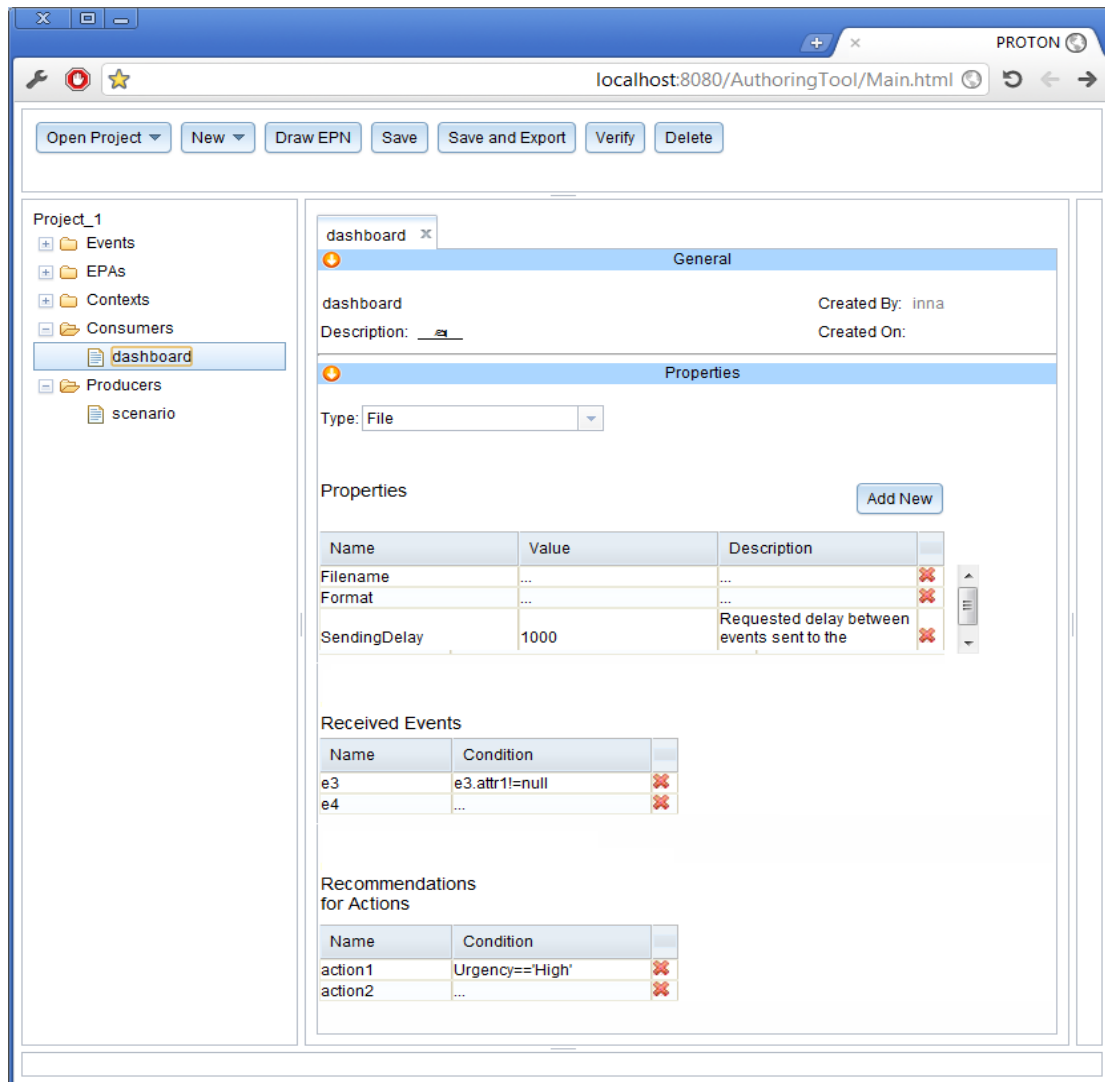 PROTON
localhost:8080/AuthoringTool/Main.html
Open Project New Draw EPN Save Save and Export Verify Delete
Project_1
Events
EPAs
Contexts
Consumers
dashboard
Producers
scenario
dashboard
General
dashboard Created By: inna
Description: Created On:
Properties
Type: File
Properties Add New
Name Value Description
Filename ... ...
Format ... ...
SendingDelay 1000 Requested delay between
events sent to the
Received Events
Name Condition
e3 e3.attr1!=null
e4 ...
Recommendations
for Actions
Name Condition
action1 Urgency=='High'
action2 ...